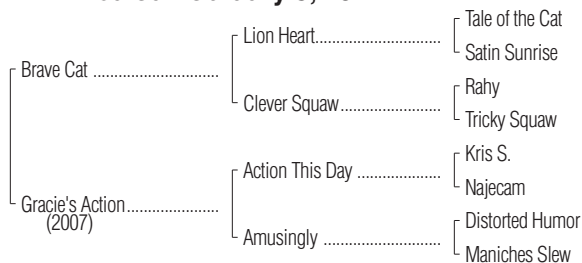 Tale of the Cat
Lion Heart
Satin Sunrise
Brave Cat
Rahy
Clever Squaw
Tricky Squaw
Kris S.
Action This Day
Najecam
Gracie's Action
(2007)
Distorted Humor
Amusingly
Maniches Slew